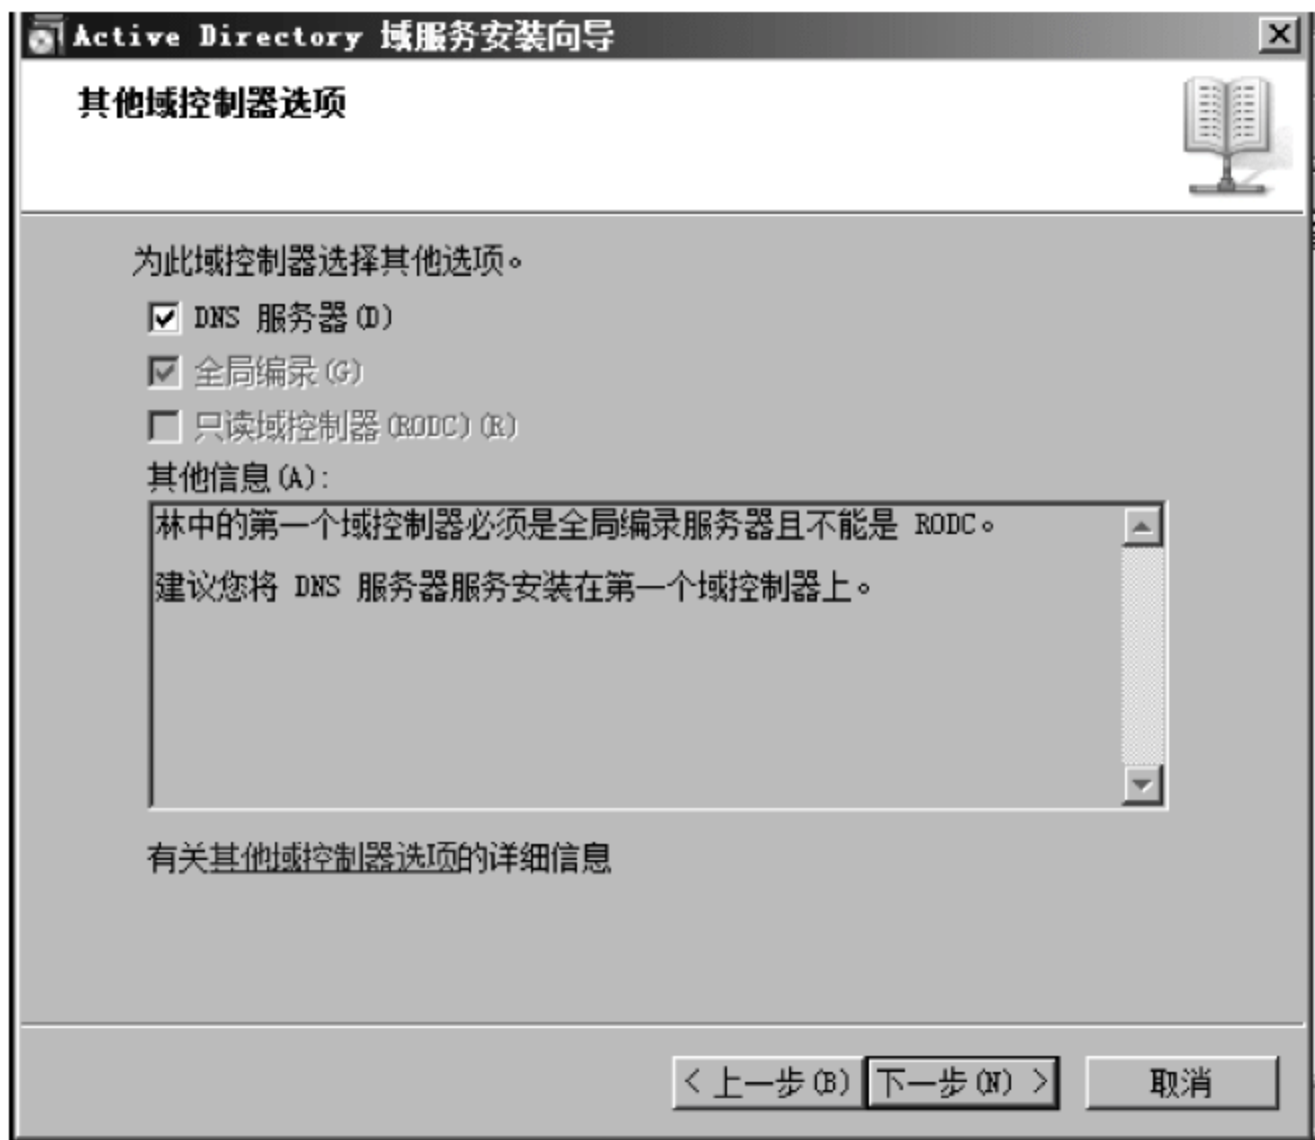 Active Directory 域服务安装向导
其他域控制器选项
为此域控制器选择其他选项。
DNS 服务器(D)
全局编录(G)
只读域控制器(RODC)(R)
其他信息(A):
林中的第一个域控制器必须是全局编录服务器且不能是 RODC。
建议您将 DNS 服务器服务安装在第一个域控制器上。
有关其他域控制器选项的详细信息
< 上一步(B) 下一步(N) > 取消